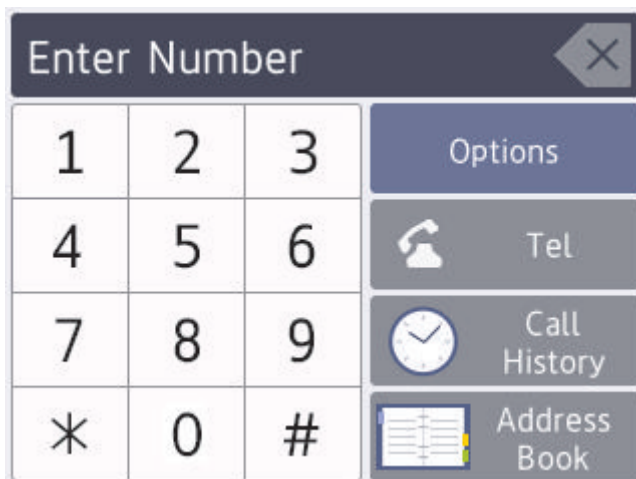 Enter Number
1 2 3
Options
4 5 6
Tel
7 8 9
Call
History
* 0 #
Address
Book